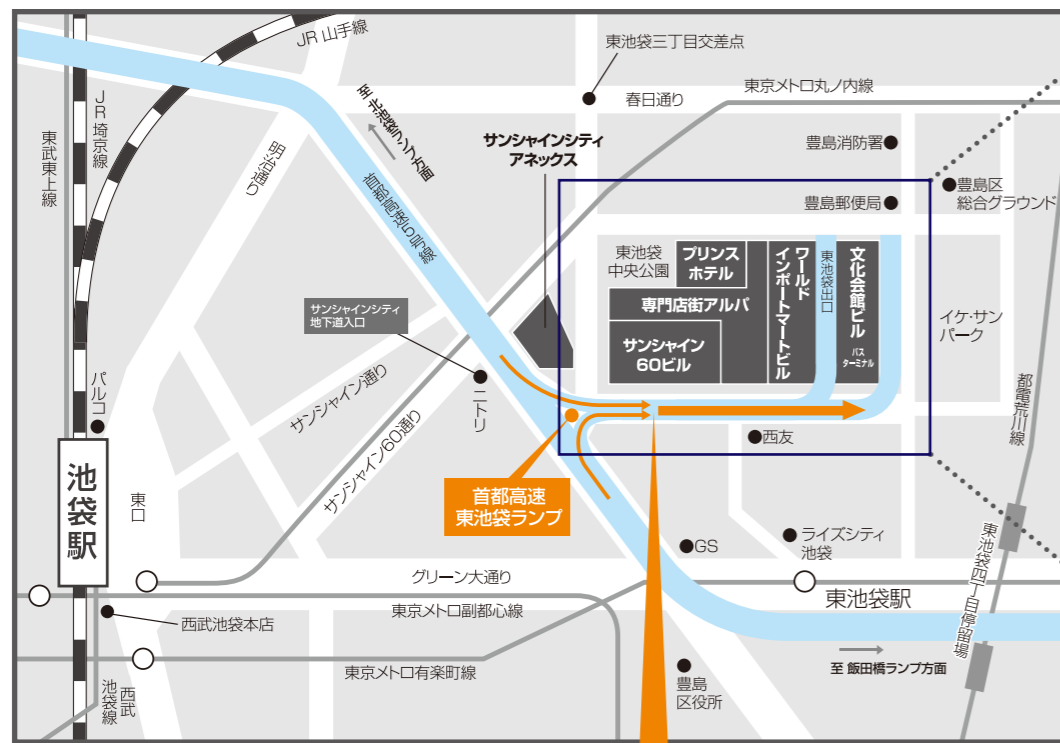 JR 山手線
東池袋三丁目交差点
東京メトロ丸ノ内線
春日通り
JR 埼京線
東武東上線
明治通り
至 北池袋ランプ方面
首都高速5号線
サンシャインシティ
アネックス
豊島消防署
豊島区
総合グラウンド
豊島郵便局
東池袋
中央公園
プリンス
ホテル
専門店街アルパ
サンシャイン
60ビル
ワールド
インポートマートビル
東池袋出口
文化会館ビル
バス
ターミナル
イケ・サン
パーク
サンシャインシティ
地下道入口
サンシャイン通り
サンシャイン60通り
ニトリ
パルコ
都電荒川線
西友
池袋駅
東口
首都高速
東池袋ランプ
GS
ライズシティ
池袋
東池袋四丁目停留場
グリーン大通り
東池袋駅
東京メトロ副都心線
西武池袋本店
東京メトロ有楽町線
至 飯田橋ランプ方面
豊島
区役所
西武
池袋線